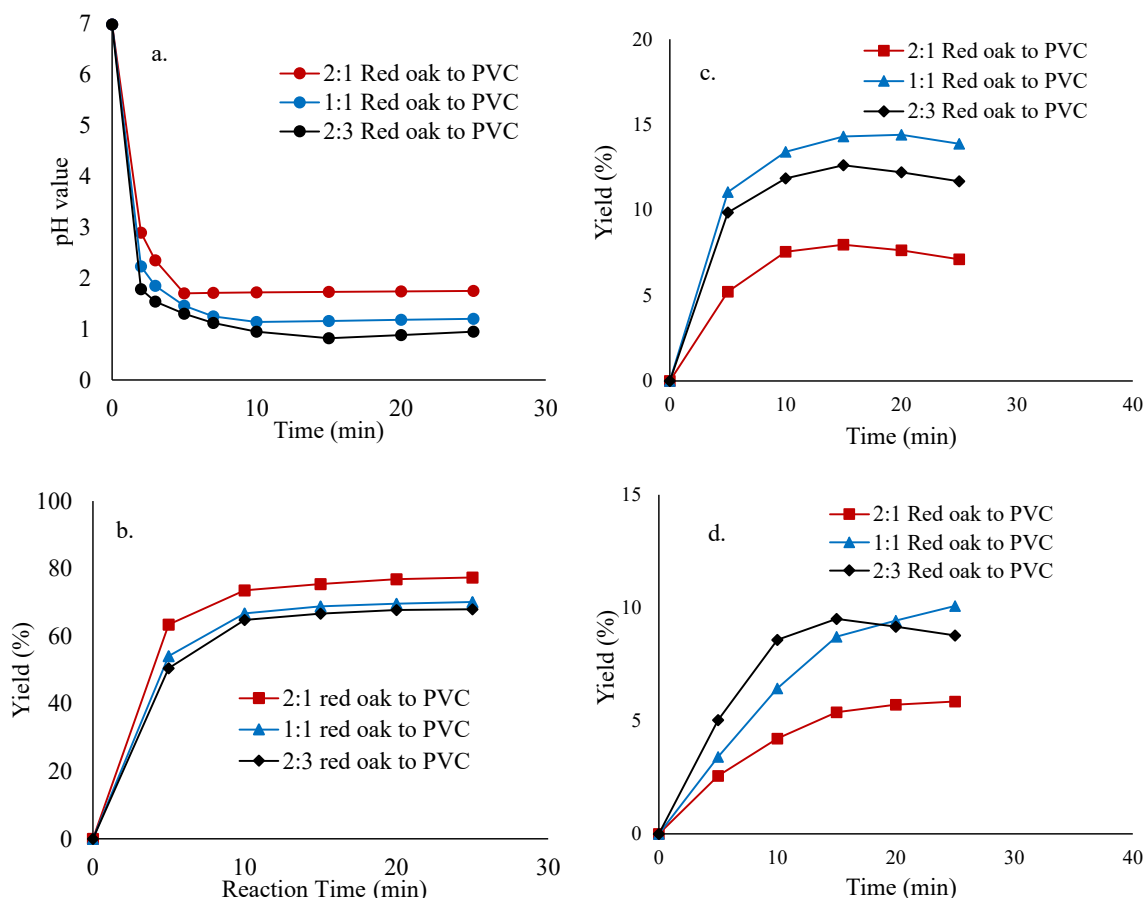 a.
2:1 Red oak to PVC
1:1 Red oak to PVC
2:3 Red oak to PVC
pH value
7
6
5
4
3
2
1
0
0 10 20 30
Time (min)
c.
2:1 Red oak to PVC
1:1 Red oak to PVC
2:3 Red oak to PVC
Yield (%)
20
15
10
5
0
0 10 20 30 40
Time (min)
b.
2:1 red oak to PVC
1:1 red oak to PVC
2:3 red oak to PVC
Yield (%)
100
80
60
40
20
0
0 10 20 30
Reaction Time (min)
d.
2:1 Red oak to PVC
1:1 Red oak to PVC
2:3 Red oak to PVC
Yield (%)
15
10
5
0
0 10 20 30 40
Time (min)